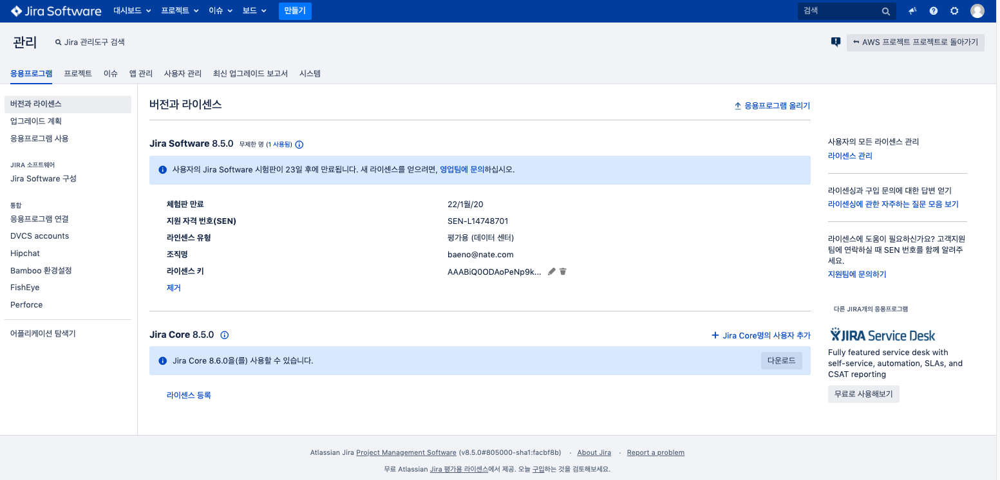 Jira Software 대시보드 프로젝트 이슈 보드 만들기 검색
관리 Jira 관리도구 검색 AWS 프로젝트 프로젝트로 돌아가기
응용프로그램 프로젝트 이슈 앱 관리 사용자 관리 최신 업그레이드 보고서 시스템
버전과 라이센스
업그레이드 계획
응용프로그램 사용
JIRA 소프트웨어
Jira Software 구성
통합
응용프로그램 연결
DVCS accounts
Hipchat
Bamboo 환경설정
FishEye
Perforce
어플리케이션 탐색기
버전과 라이센스 응용프로그램 올리기
Jira Software 8.5.0 무제한 명 (1 사용됨)
사용자의 Jira Software 시험판이 23일 후에 만료됩니다. 새 라이센스를 얻으려면, 영업팀에 문의하십시오.
체험판 만료 22/1월/20
지원 자격 번호(SEN) SEN-L14748701
라인센스 유형 평가용 (데이터 센터)
조직명 baeno@nate.com
라이센스 키 AAABiQ0ODAoPeNp9k...
제거
Jira Core 8.5.0 Jira Core명의 사용자 추가
Jira Core 8.6.0을(를) 사용할 수 있습니다. 다운로드
라이센스 등록
사용자의 모든 라이센스 관리
라이센스 관리
라이센싱과 구입 문의에 대한 답변 얻기
라이센싱에 관한 자주하는 질문 모음 보기
라이센스에 도움이 필요하신가요? 고객지원
팀에 연락하실 때 SEN 번호를 함께 알려주
세요.
지원팀에 문의하기
다른 JIRA개의 응용프로그램
JIRA Service Desk
Fully featured service desk with
self-service, automation, SLAs, and
CSAT reporting
무료로 사용해보기
Atlassian Jira Project Management Software (v8.5.0#805000-sha1:facbf8b) · About Jira · Report a problem
무료 Atlassian Jira 평가용 라이센스에서 제공. 오늘 구입하는 것을 검토해보세요.